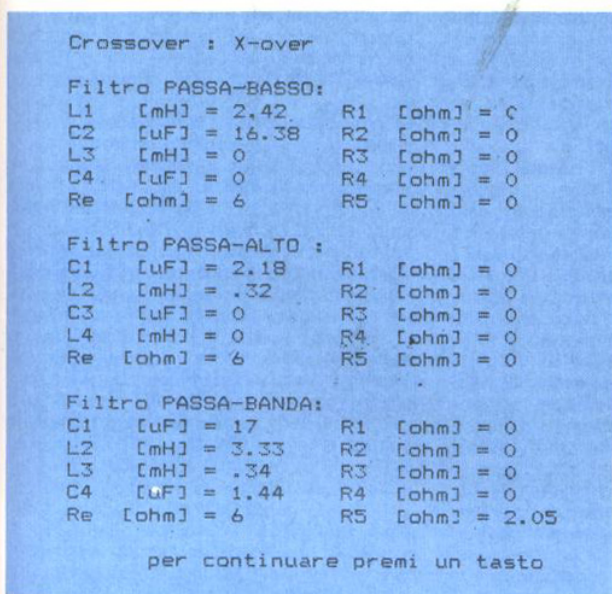 Crossover : X-over
Filtro PASSA-BASSO:
L1 [mH] = 2.42 R1 [ohm] = 0
C2 [uF] = 16.38 R2 [ohm] = 0
L3 [mH] = 0 R3 [ohm] = 0
C4 [uF] = 0 R4 [ohm] = 0
Re [ohm] = 6 R5 [ohm] = 0
Filtro PASSA-ALTO :
C1 [uF] = 2.18 R1 [ohm] = 0
L2 [mH] = .32 R2 [ohm] = 0
C3 [uF] = 0 R3 [ohm] = 0
L4 [mH] = 0 R4 [ohm] = 0
Re [ohm] = 6 R5 [ohm] = 0
Filtro PASSA-BANDA:
C1 [uF] = 17 R1 [ohm] = 0
L2 [mH] = 3.33 R2 [ohm] = 0
L3 [mH] = .34 R3 [ohm] = 0
C4 [uF] = 1.44 R4 [ohm] = 0
Re [ohm] = 6 R5 [ohm] = 2.05
per continuare premi un tasto